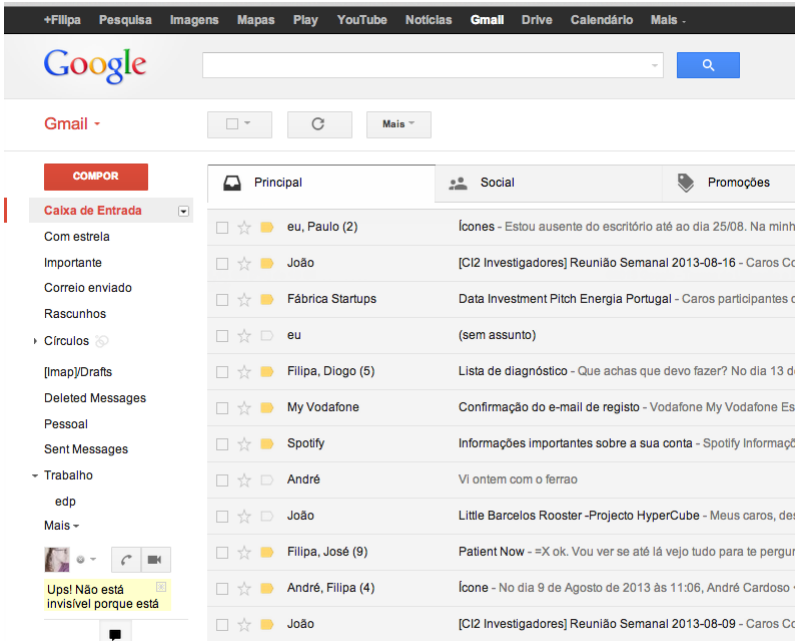 +Filipa Pesquisa Imagens Mapas Play YouTube Notícias Gmail Drive Calendário Mais
Google
Gmail
Mais
COMPOR
Principal Social Promoções
Caixa de Entrada
Com estrela
Importante
Correio enviado
Rascunhos
Círculos
[Imap]/Drafts
Deleted Messages
Pessoal
Sent Messages
Trabalho
edp
Mais
Ups! Não está
invisível porque está
eu, Paulo (2) Ícones - Estou ausente do escritório até ao dia 25/08. Na minh
João [CI2 Investigadores] Reunião Semanal 2013-08-16 - Caros Co
Fábrica Startups Data Investment Pitch Energia Portugal - Caros participantes
eu (sem assunto)
Filipa, Diogo (5) Lista de diagnóstico - Que achas que devo fazer? No dia 13 d
My Vodafone Confirmação do e-mail de registo - Vodafone My Vodafone Es
Spotify Informações importantes sobre a sua conta - Spotify Informaç
André Vi ontem com o ferrao
João Little Barcelos Rooster -Projecto HyperCube - Meus caros, des
Filipa, José (9) Patient Now - =X ok. Vou ver se até lá vejo tudo para te pergur
André, Filipa (4) Ícone - No dia 9 de Agosto de 2013 às 11:06, André Cardoso
João [CI2 Investigadores] Reunião Semanal 2013-08-09 - Caros Co